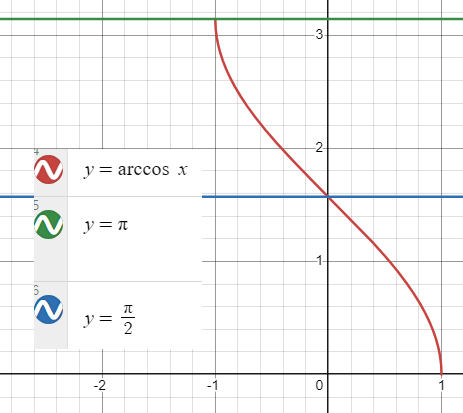 3
2
1
4
y = arccos x
5
y = π
6
y = π/2
-2 -1 0 1